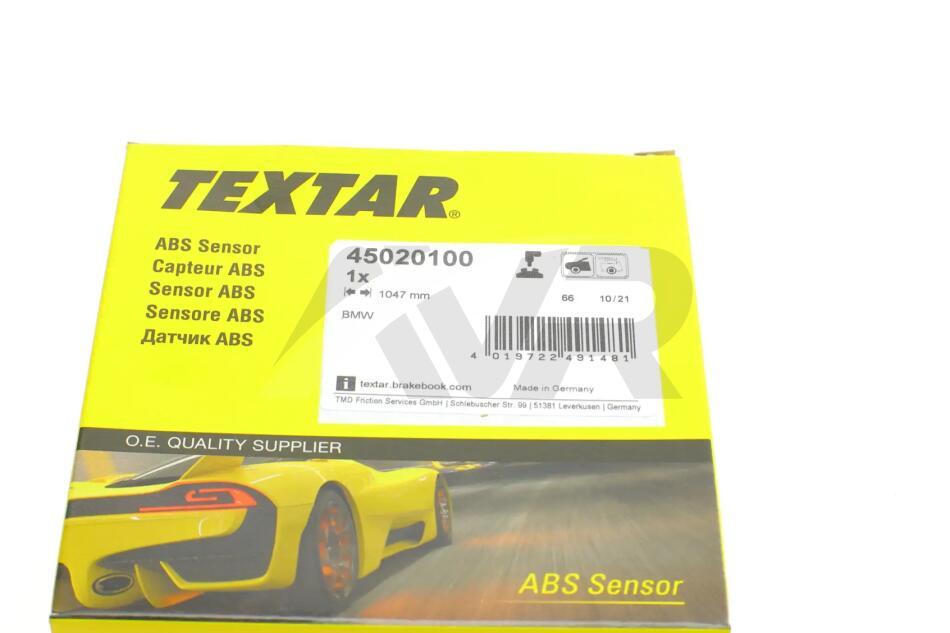 TEXTAR®
ABS Sensor
Capteur ABS
Sensor ABS
Sensore ABS
Датчик ABS
45020100
1x
1047 mm
BMW
66 10/21
4 019722 491481
i textar.brakebook.com Made in Germany
TMD Friction Services GmbH | Schlebuscher Str. 99 | 51381 Leverkusen | Germany
O.E. QUALITY SUPPLIER
ABS Sensor